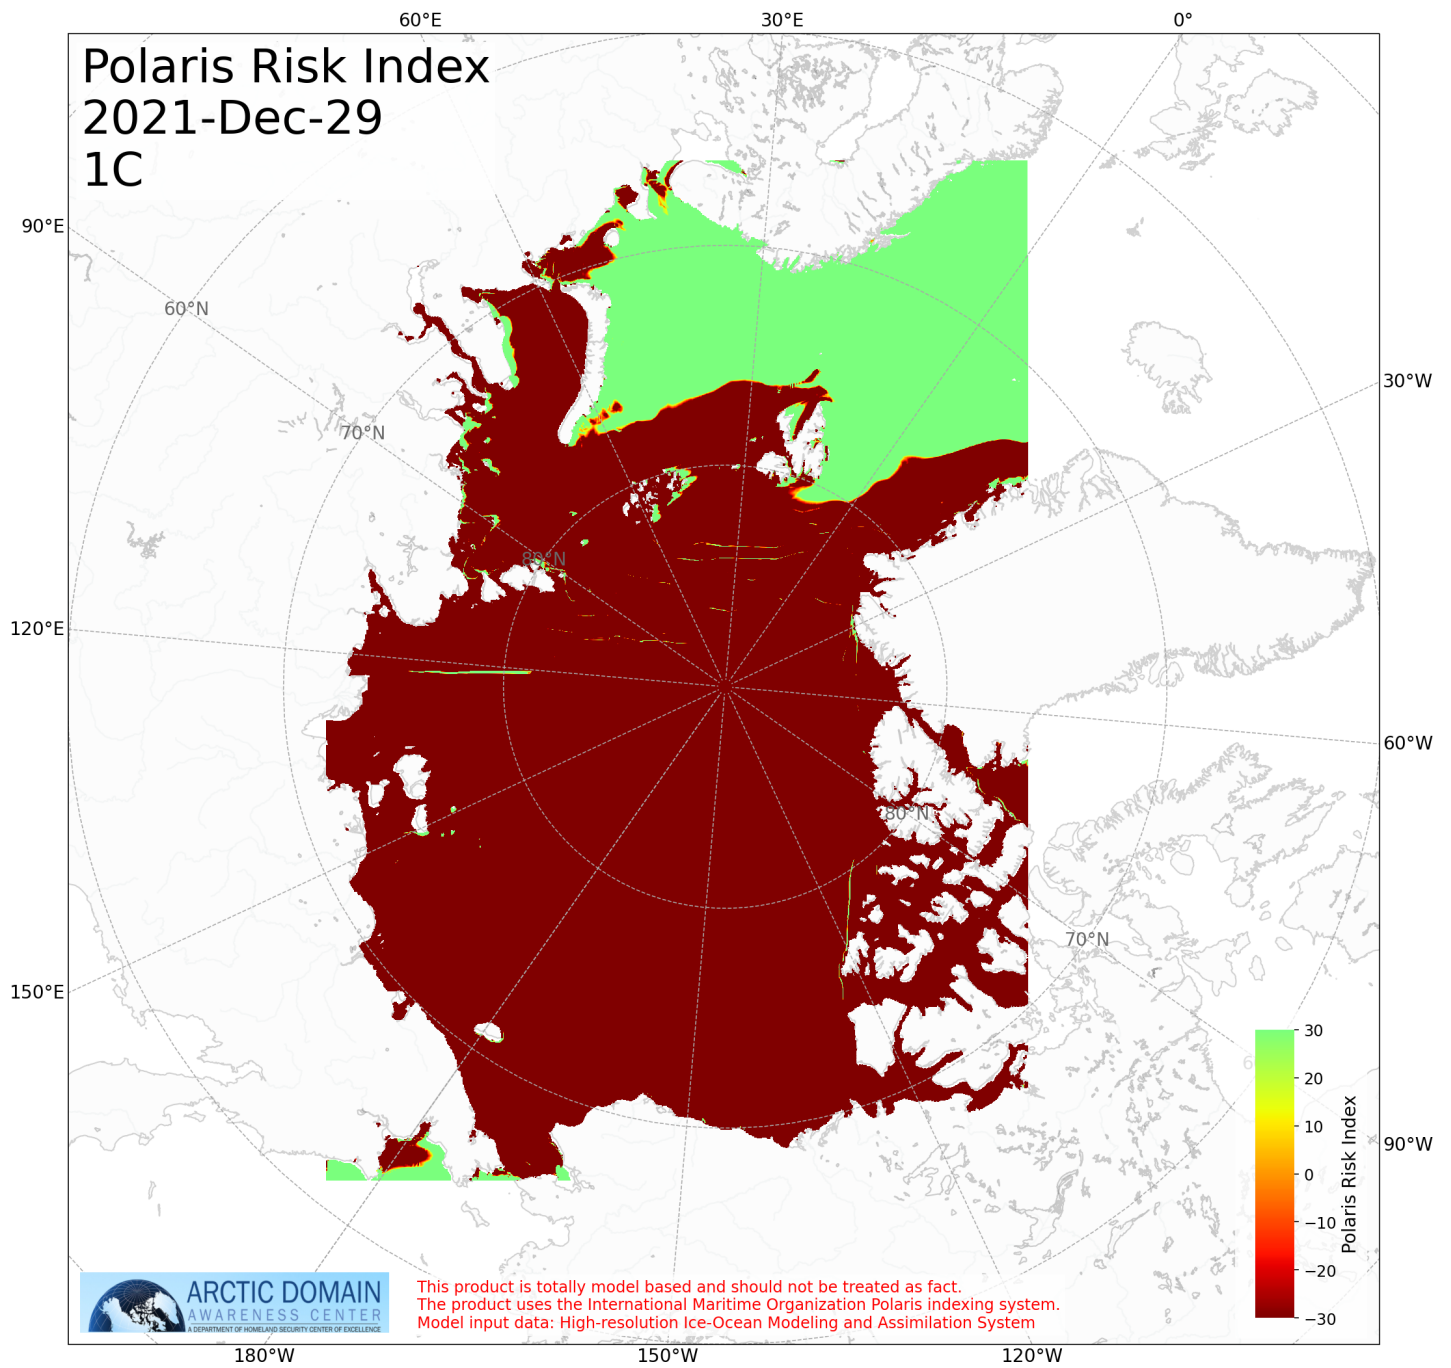 60°E
30°E
0°
Polaris Risk Index
2021-Dec-29
1C
90°E
60°N
30°W
70°N
80°N
120°E
60°W
80°N
70°N
150°E
30
20
10
0
−10
−20
−30
Polaris Risk Index
90°W
ARCTIC DOMAIN
AWARENESS CENTER
A DEPARTMENT OF HOMELAND SECURITY CENTER OF EXCELLENCE
This product is totally model based and should not be treated as fact.
The product uses the International Maritime Organization Polaris indexing system.
Model input data: High-resolution Ice-Ocean Modeling and Assimilation System
180°W
150°W
120°W